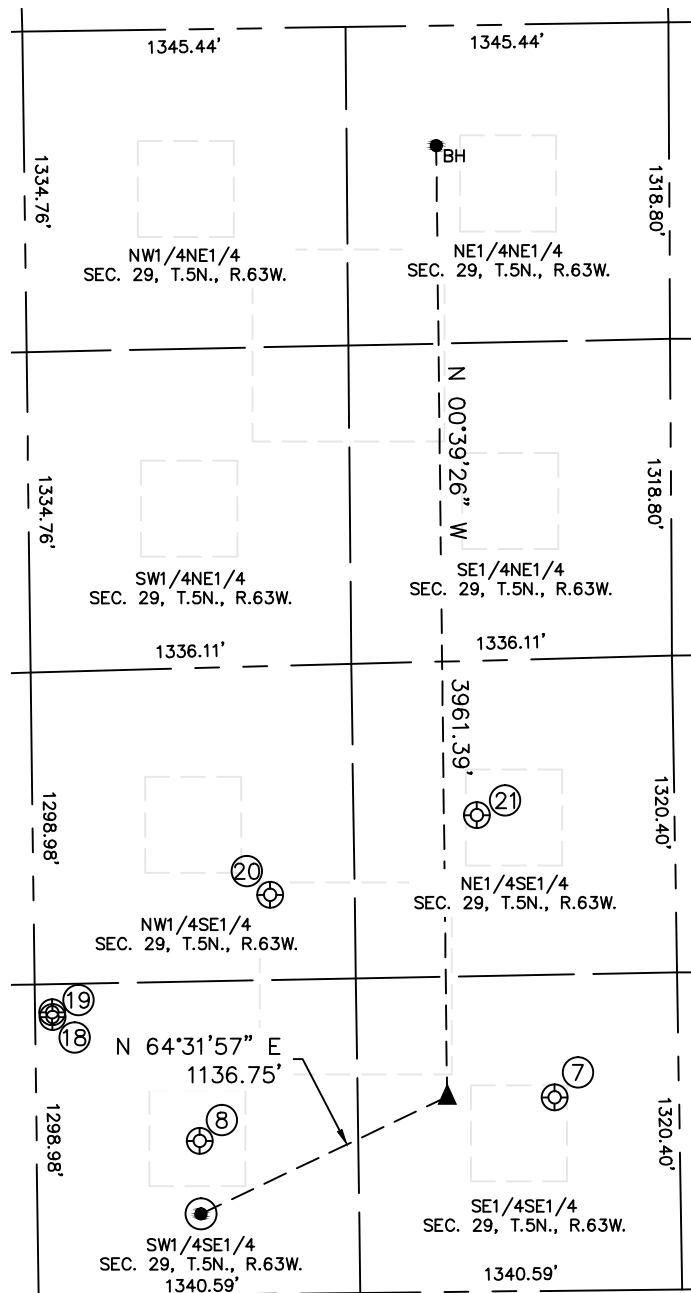 1345.44'
1345.44'
BH
1334.76'
1318.80'
NW1/4NE1/4
SEC. 29, T.5N., R.63W.
NE1/4NE1/4
SEC. 29, T.5N., R.63W.
N 00°39'26" W
1334.76'
1318.80'
SW1/4NE1/4
SEC. 29, T.5N., R.63W.
SE1/4NE1/4
SEC. 29, T.5N., R.63W.
1336.11'
1336.11'
3961.39'
1298.98'
1320.40'
21
20
NW1/4SE1/4
SEC. 29, T.5N., R.63W.
NE1/4SE1/4
SEC. 29, T.5N., R.63W.
19
18
N 64°31'57" E
1136.75'
7
8
1298.98'
1320.40'
SW1/4SE1/4
SEC. 29, T.5N., R.63W.
SE1/4SE1/4
SEC. 29, T.5N., R.63W.
1340.59'
1340.59'